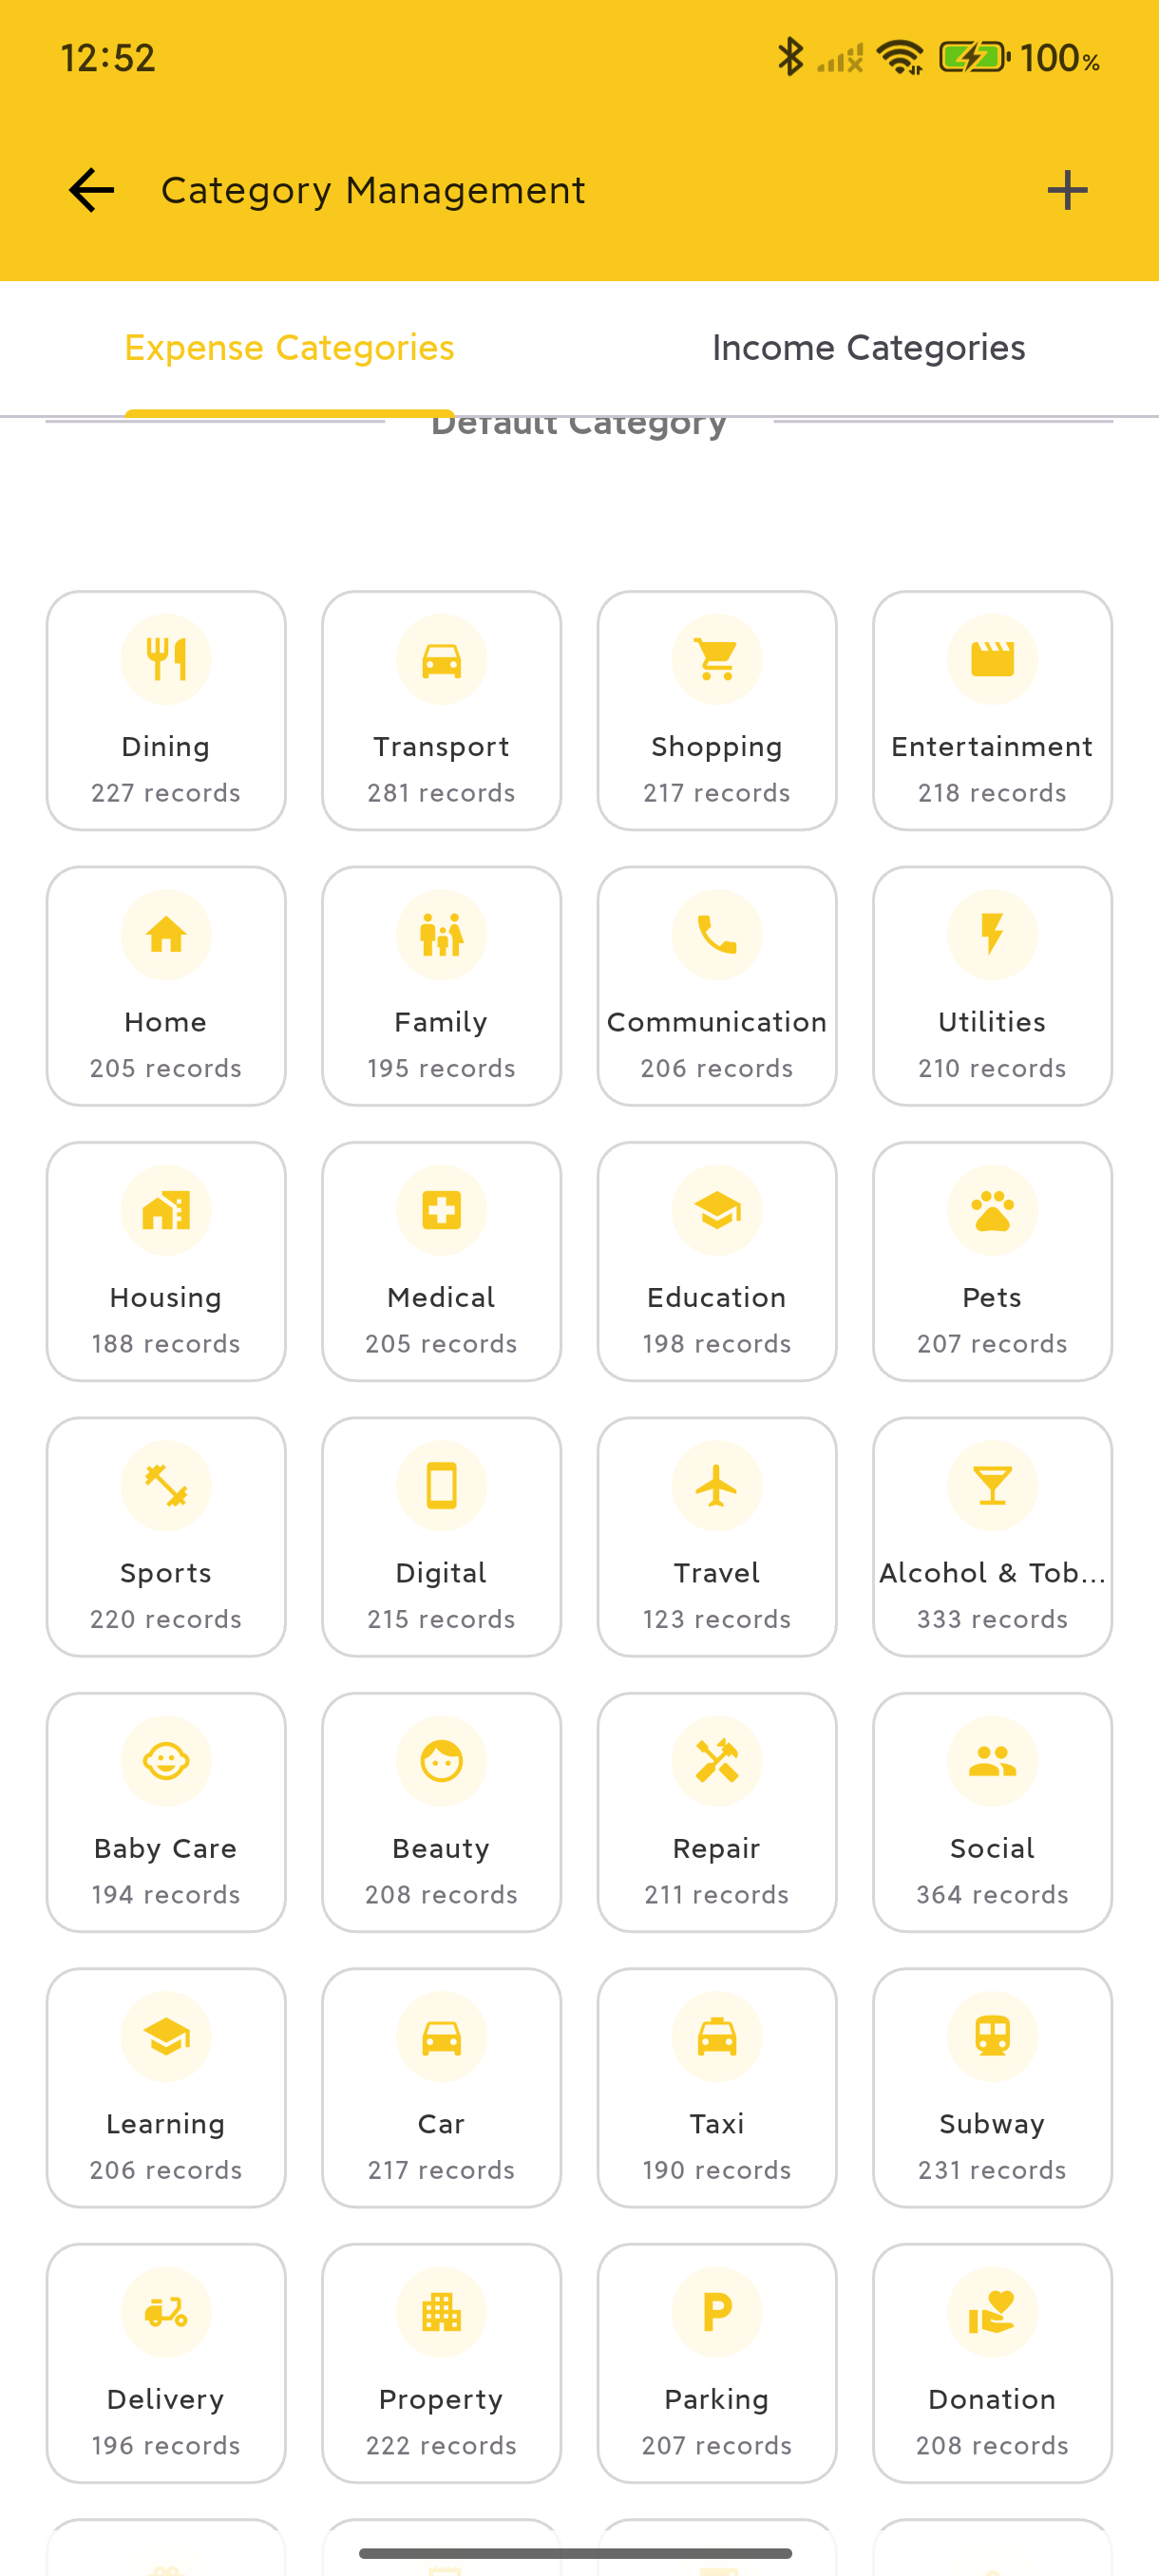 12:52
100%
Category Management
Expense Categories
Income Categories
Default Category
Dining
Transport
Shopping
Entertainment
227 records
281 records
217 records
218 records
Home
Family
Communication
Utilities
205 records
195 records
206 records
210 records
Housing
Medical
Education
Pets
188 records
205 records
198 records
207 records
Sports
Digital
Travel
Alcohol & Tob...
220 records
215 records
123 records
333 records
Baby Care
Beauty
Repair
Social
194 records
208 records
211 records
364 records
Learning
Car
Taxi
Subway
206 records
217 records
190 records
231 records
Delivery
Property
P
Parking
Donation
196 records
222 records
207 records
208 records